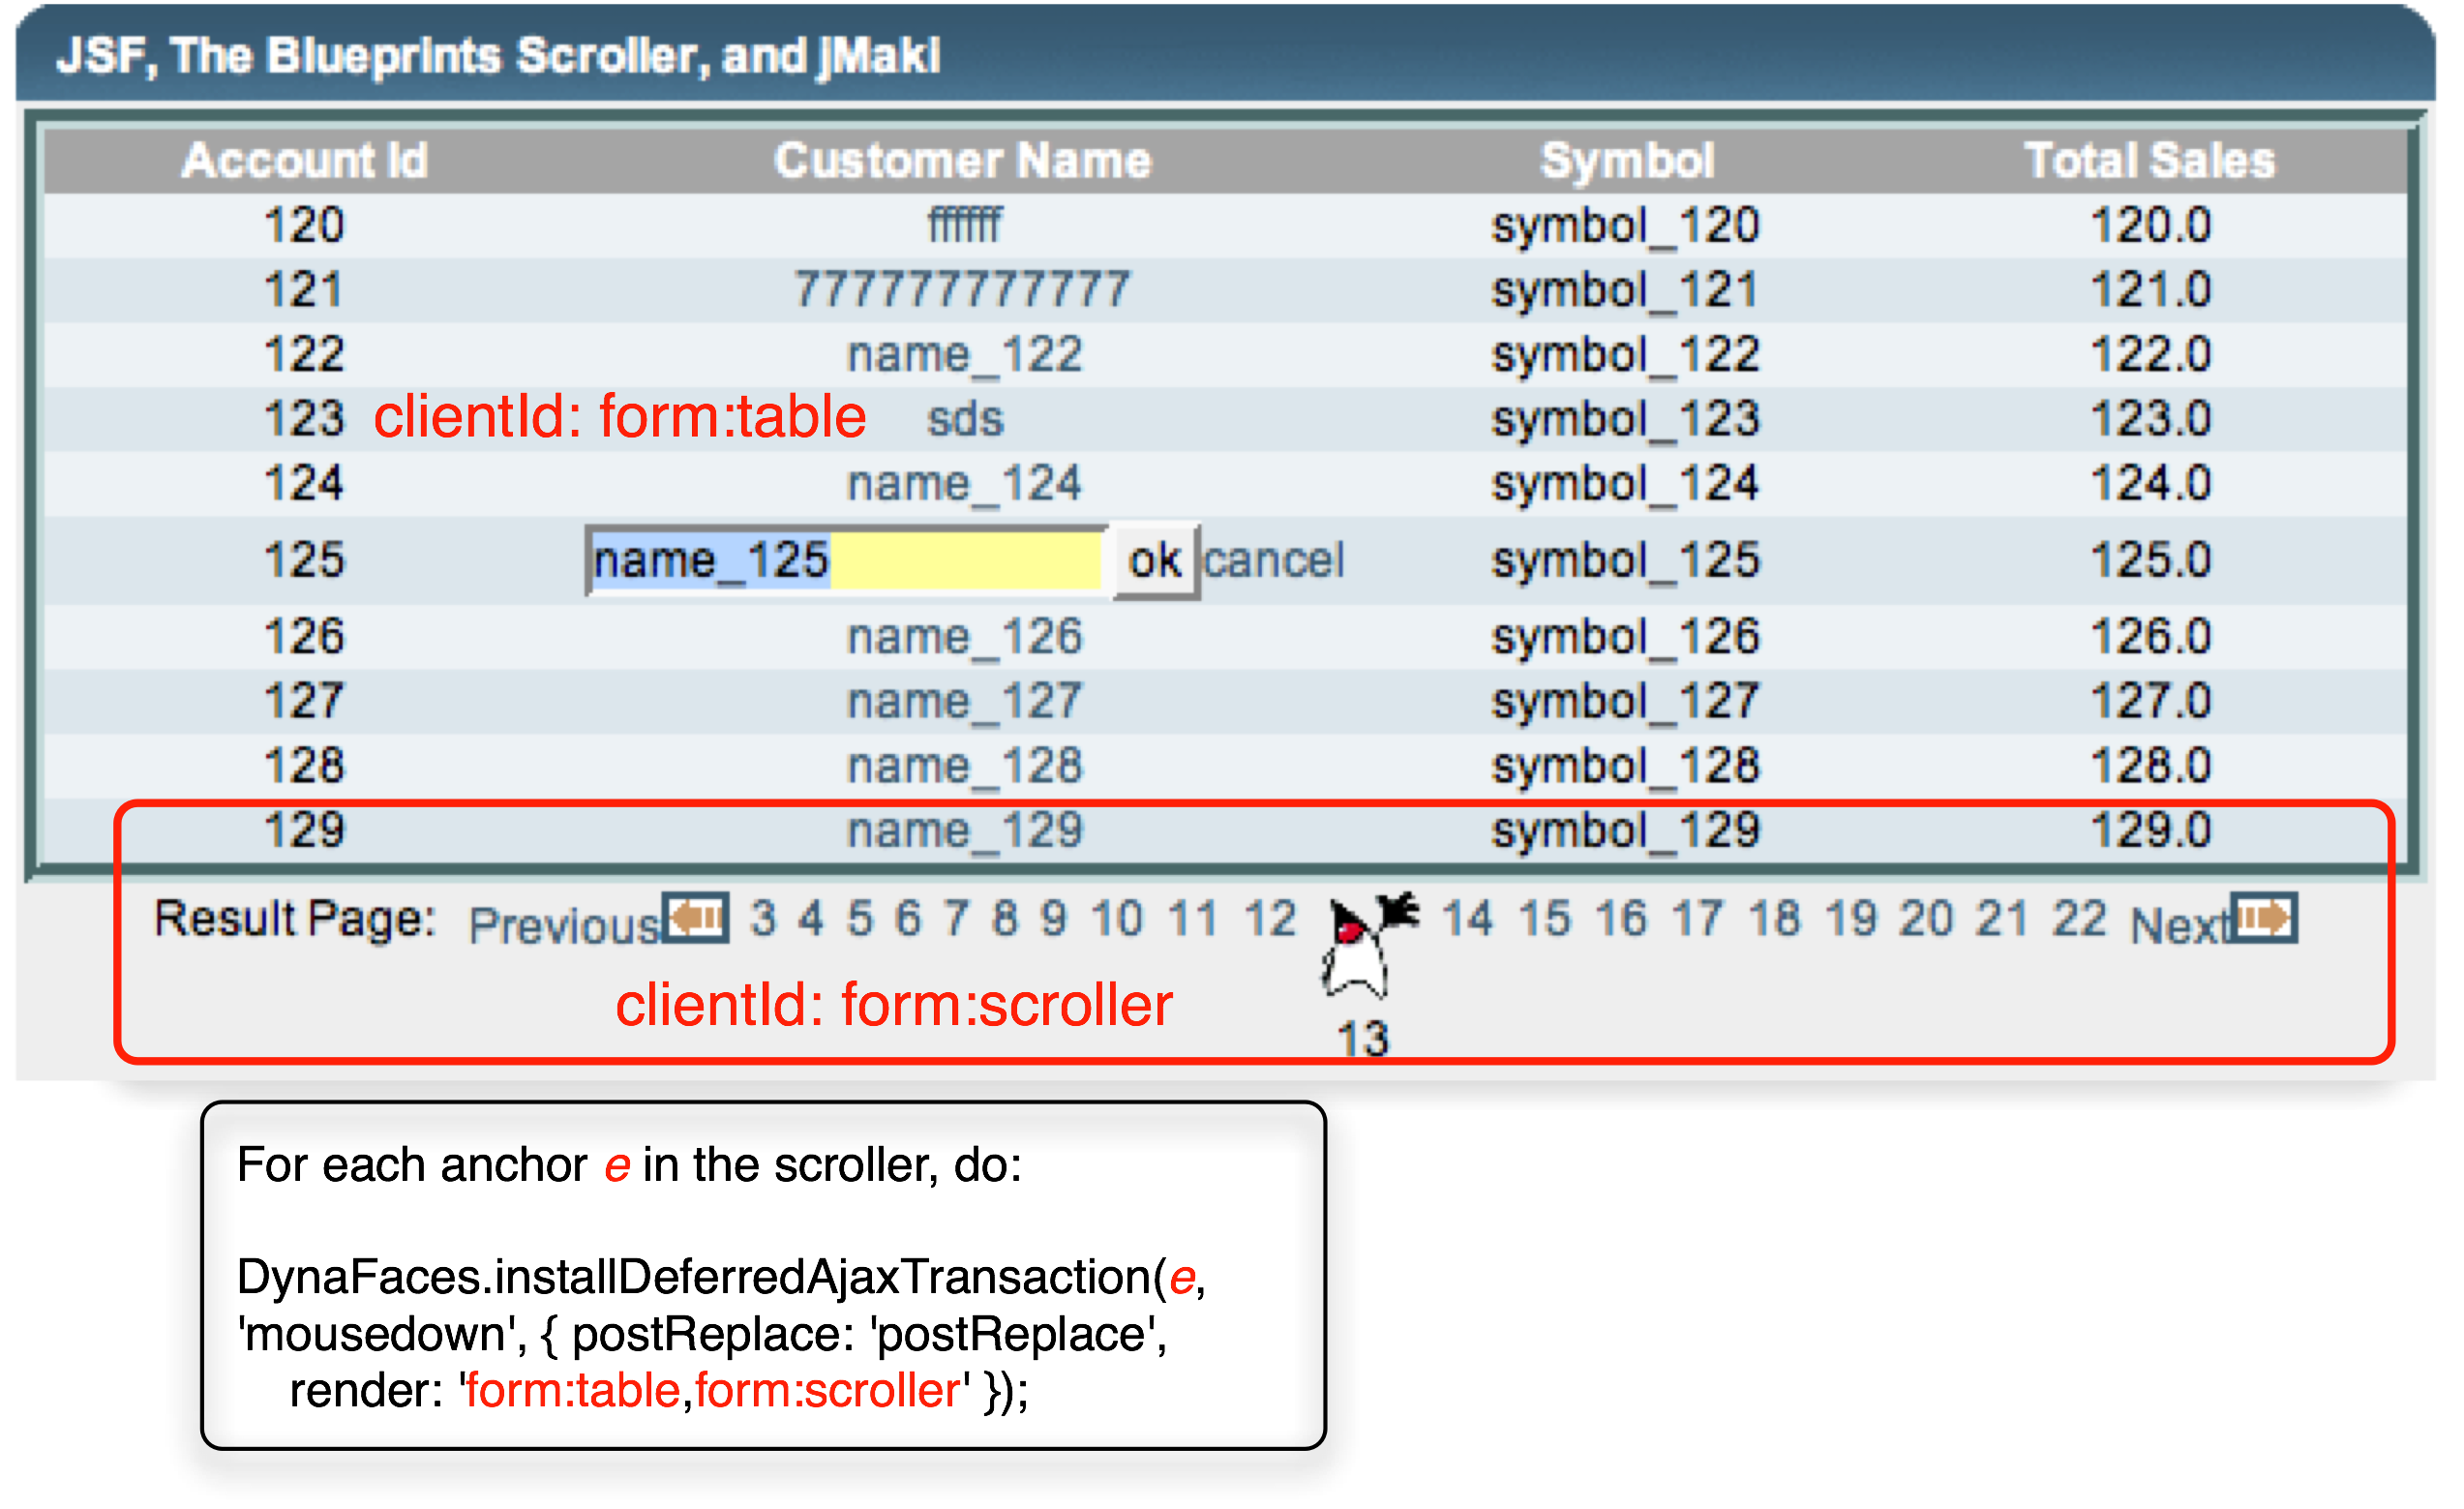 JSF, The Blueprints Scroller, and jMaki
Account Id Customer Name Symbol Total Sales
120 ffffff symbol_120 120.0
121 777777777777 symbol_121 121.0
122 name_122 symbol_122 122.0
123 clientId: form:table sds symbol_123 123.0
124 name_124 symbol_124 124.0
125 name_125 ok cancel symbol_125 125.0
126 name_126 symbol_126 126.0
127 name_127 symbol_127 127.0
128 name_128 symbol_128 128.0
129 name_129 symbol_129 129.0
Result Page: Previous 3 4 5 6 7 8 9 10 11 12 14 15 16 17 18 19 20 21 22 Next
clientId: form:scroller
13
For each anchor e in the scroller, do:
DynaFaces.installDeferredAjaxTransaction(e,
'mousedown', { postReplace: 'postReplace',
render: 'form:table,form:scroller' });